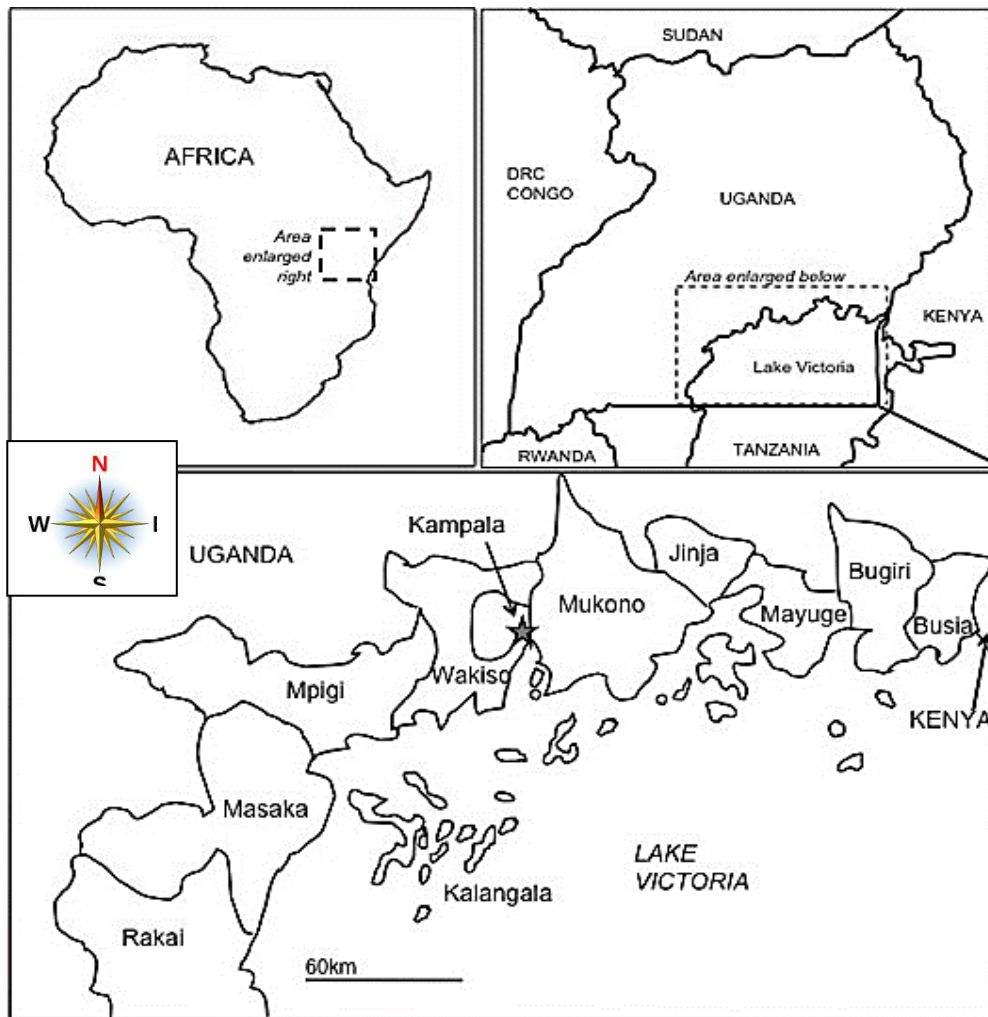 AFRICA
Area
enlarged
right
SUDAN
DRC
CONGO
UGANDA
Area enlarged below
KENYA
Lake Victoria
RWANDA
TANZANIA
N
W I
S
UGANDA
Kampala
Jinja
Bugiri
Mukono
Mayuge
Busia
Wakiso
Mpigi
KENYA
Masaka
LAKE
VICTORIA
Kalangala
Rakai
60km